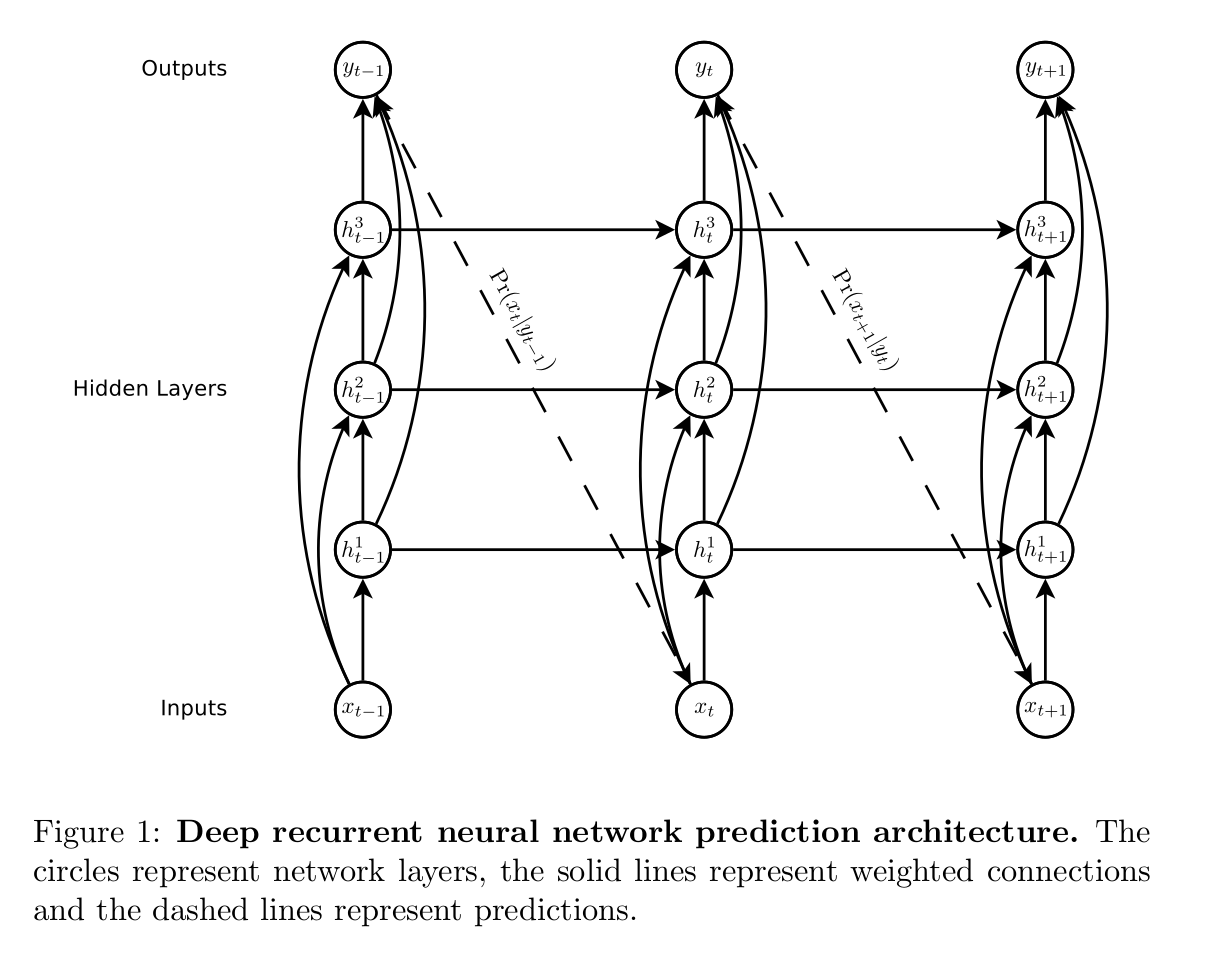 Outputs
y_{t−1}
y_t
y_{t+1}
h^3_{t−1}
h^3_t
h^3_{t+1}
Pr(x_t|y_{t−1})
Pr(x_{t+1}|y_t)
Hidden Layers
h^2_{t−1}
h^2_t
h^2_{t+1}
h^1_{t−1}
h^1_t
h^1_{t+1}
Inputs
x_{t−1}
x_t
x_{t+1}
Figure 1: Deep recurrent neural network prediction architecture. The
circles represent network layers, the solid lines represent weighted connections
and the dashed lines represent predictions.